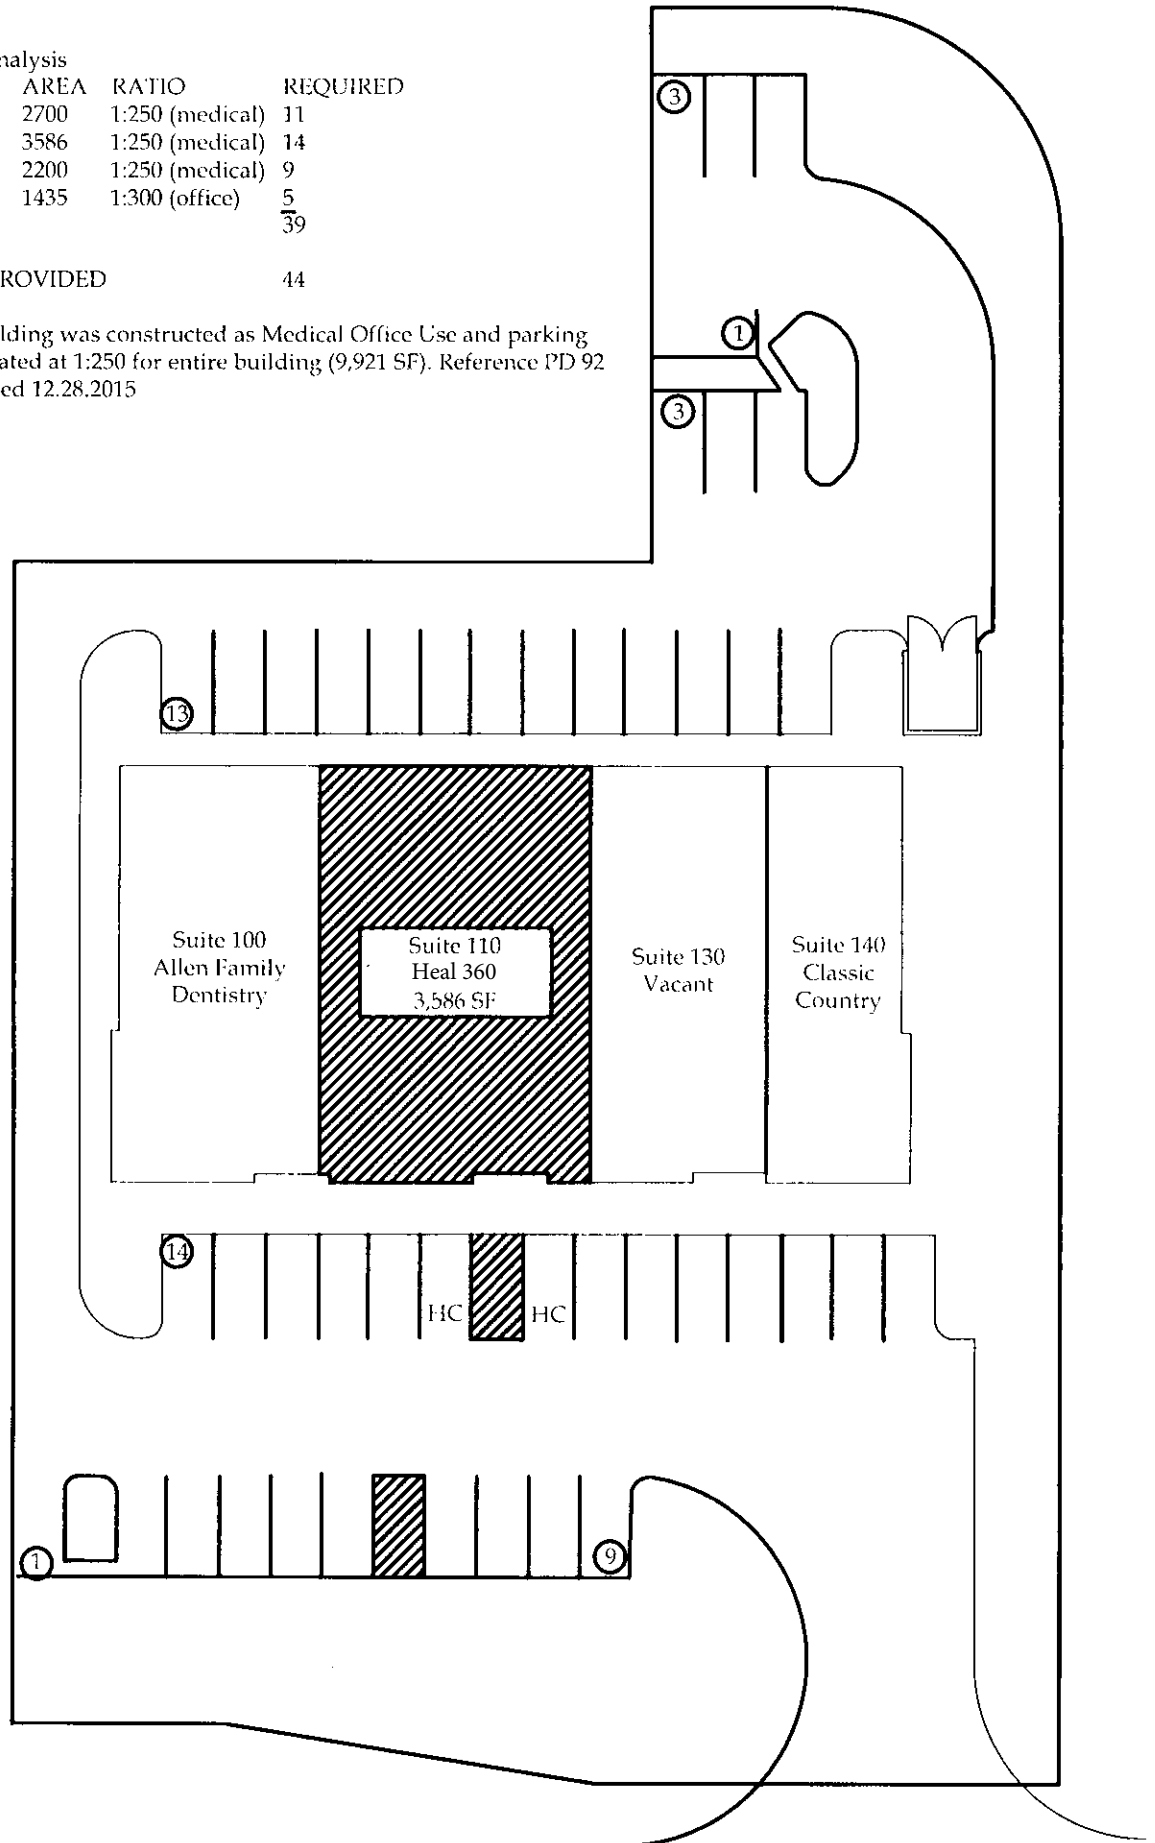 nalysis
AREA RATIO REQUIRED
2700 1:250 (medical) 11
3586 1:250 (medical) 14
2200 1:250 (medical) 9
1435 1:300 (office) 5
39
ROVIDED 44
ilding was constructed as Medical Office Use and parking
ated at 1:250 for entire building (9,921 SF). Reference PD 92
ed 12.28.2015
3
1
3
13
Suite 100
Allen Family
Dentistry
Suite 110
Heal 360
3,586 SF
Suite 130
Vacant
Suite 140
Classic
Country
14
HC
HC
1
9